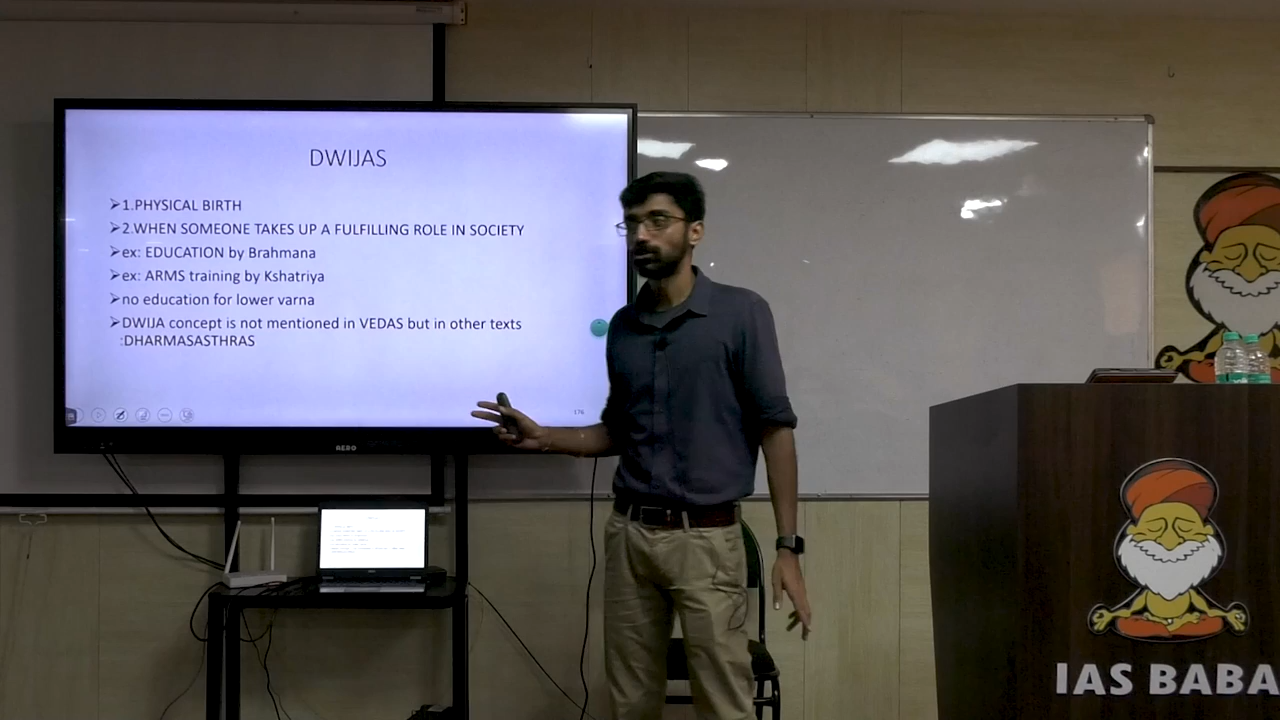 DWIJAS
➢1.PHYSICAL BIRTH
➢2.WHEN SOMEONE TAKES UP A FULFILLING ROLE IN SOCIETY
➢ex: EDUCATION by Brahmana
➢ex: ARMS training by Kshatriya
➢no education for lower varna
➢DWIJA concept is not mentioned in VEDAS but in other texts
:DHARMASASTHRAS
176
AERO
IAS BABA